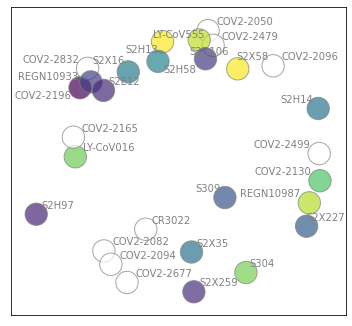 COV2-2050
LY-CoV555
COV2-2479
S2H13
S2X58
COV2-2096
COV2-2832
S2X16
S2H58
REGN10933
S2E12
COV2-2196
S2H14
COV2-2165
LY-CoV016
COV2-2499
COV2-2130
S309
REGN10987
S2H97
S2X227
CR3022
COV2-2082
S2X35
COV2-2094
S304
COV2-2677
S2X259